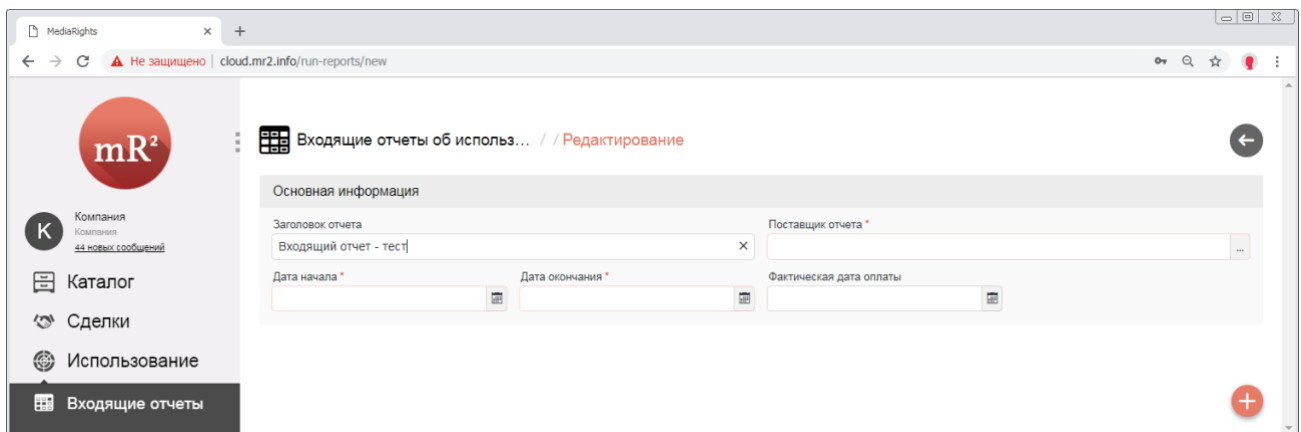 MediaRights
Не защищено | cloud.mr2.info/run-reports/new
mR²
Входящие отчеты об использ... / / Редактирование
Основная информация
K
Компания
Компания
44 новых сообщений
Заголовок отчета
Поставщик отчета *
Входящий отчет - тест
...
Дата начала *
Дата окончания *
Фактическая дата оплаты
Каталог
Сделки
Использование
Входящие отчеты